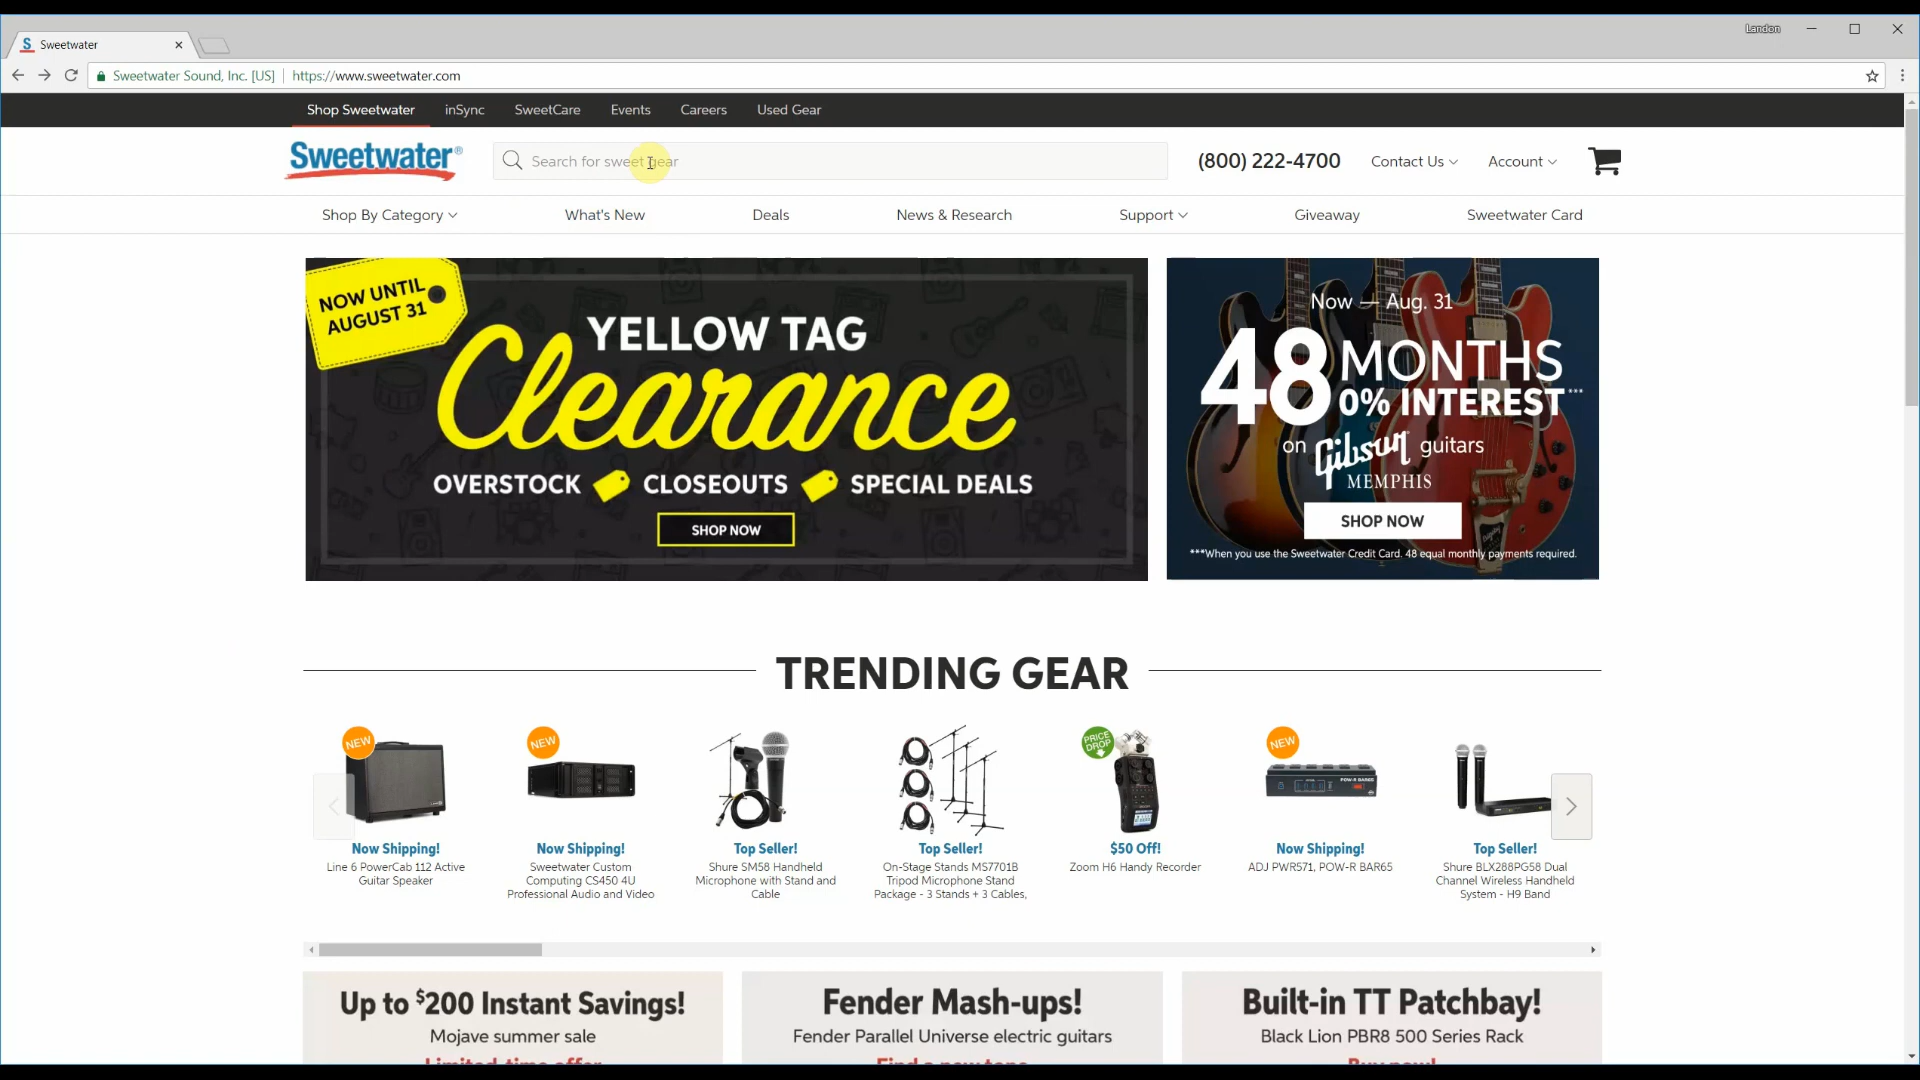 Landon
Sweetwater
Sweetwater Sound, Inc. [US]
https://www.sweetwater.com
Shop Sweetwater
inSync
SweetCare
Events
Careers
Used Gear
Sweetwater®
Search for sweet gear
(800) 222-4700
Contact Us
Account
Shop By Category
What's New
Deals
News & Research
Support
Giveaway
Sweetwater Card
NOW UNTIL
AUGUST 31
YELLOW TAG
Clearance
OVERSTOCK
CLOSEOUTS
SPECIAL DEALS
SHOP NOW
Now — Aug. 31
48 MONTHS
0% INTEREST***
on Gibson guitars
MEMPHIS
SHOP NOW
***When you use the Sweetwater Credit Card. 48 equal monthly payments required.
TRENDING GEAR
NEW
Now Shipping!
Line 6 PowerCab 112 Active
Guitar Speaker
NEW
Now Shipping!
Sweetwater Custom
Computing CS450 4U
Professional Audio and Video
Top Seller!
Shure SM58 Handheld
Microphone with Stand and
Cable
Top Seller!
On-Stage Stands MS7701B
Tripod Microphone Stand
Package - 3 Stands + 3 Cables,
PRICE
DROP
$50 Off!
Zoom H6 Handy Recorder
NEW
POW-R BAR65
Now Shipping!
ADJ PWR571, POW-R BAR65
Top Seller!
Shure BLX288PG58 Dual
Channel Wireless Handheld
System - H9 Band
Up to $200 Instant Savings!
Mojave summer sale
Limited-time offer
Fender Mash-ups!
Fender Parallel Universe electric guitars
Find a new tone
Built-in TT Patchbay!
Black Lion PBR8 500 Series Rack
Buy now!